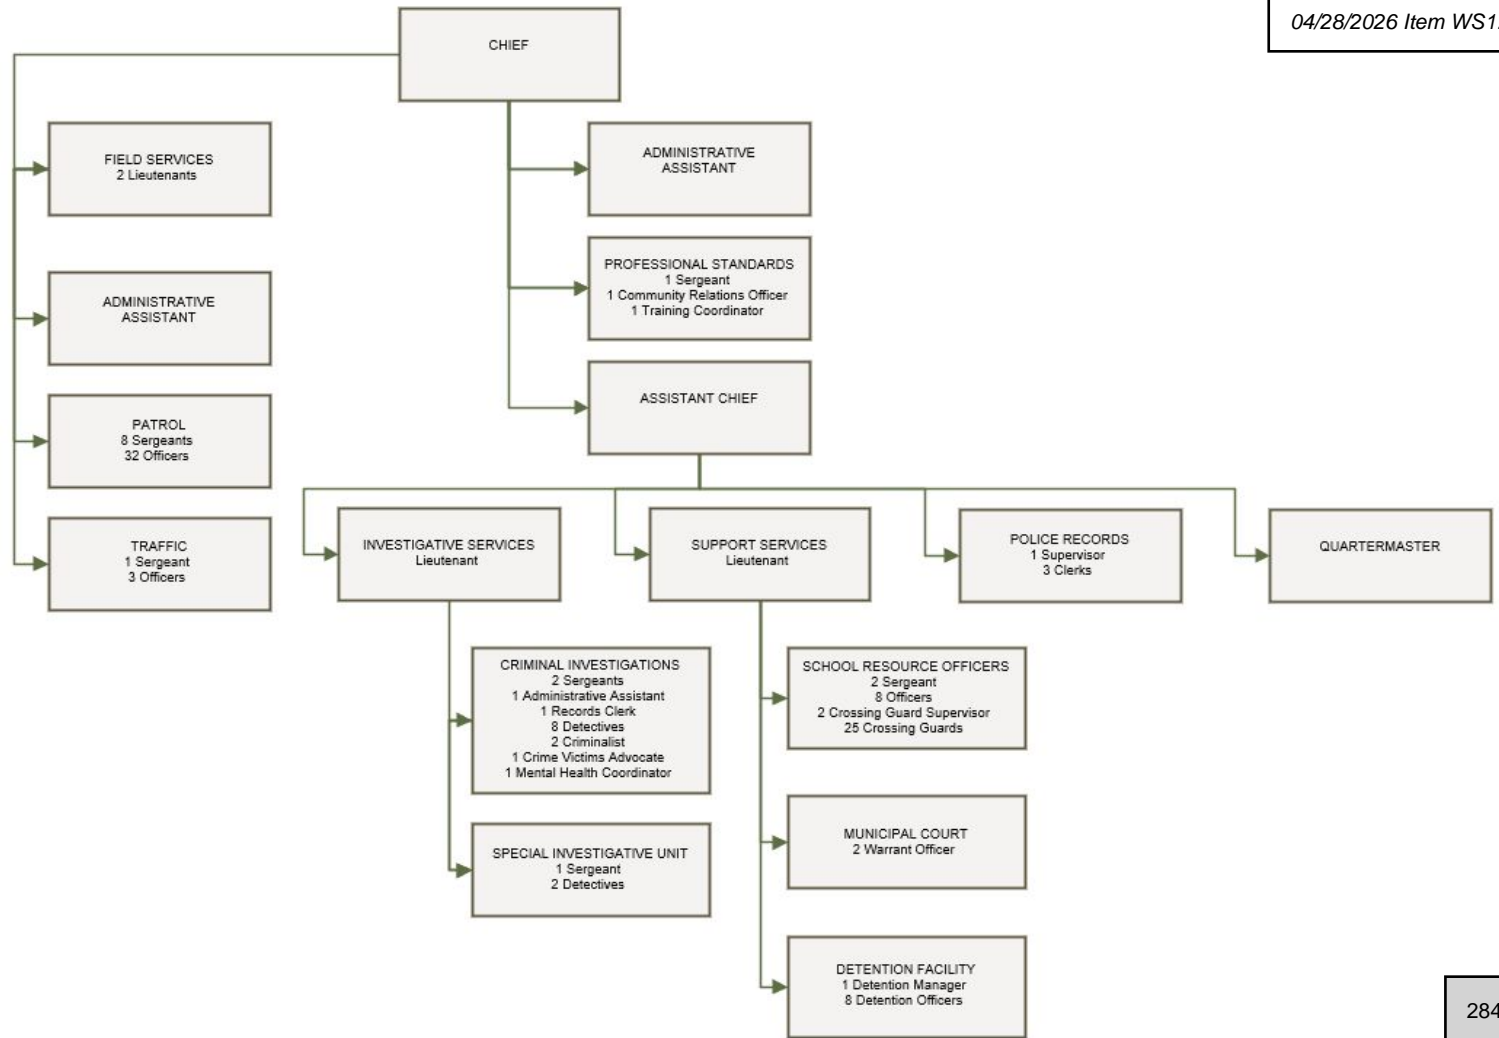 04/28/2026 Item WS1.
CHIEF
FIELD SERVICES
2 Lieutenants
ADMINISTRATIVE
ASSISTANT
PATROL
8 Sergeants
32 Officers
TRAFFIC
1 Sergeant
3 Officers
ADMINISTRATIVE
ASSISTANT
PROFESSIONAL STANDARDS
1 Sergeant
1 Community Relations Officer
1 Training Coordinator
ASSISTANT CHIEF
INVESTIGATIVE SERVICES
Lieutenant
SUPPORT SERVICES
Lieutenant
POLICE RECORDS
1 Supervisor
3 Clerks
QUARTERMASTER
CRIMINAL INVESTIGATIONS
2 Sergeants
1 Administrative Assistant
1 Records Clerk
8 Detectives
2 Criminalist
1 Crime Victims Advocate
1 Mental Health Coordinator
SPECIAL INVESTIGATIVE UNIT
1 Sergeant
2 Detectives
SCHOOL RESOURCE OFFICERS
2 Sergeant
8 Officers
2 Crossing Guard Supervisor
25 Crossing Guards
MUNICIPAL COURT
2 Warrant Officer
DETENTION FACILITY
1 Detention Manager
8 Detention Officers
284